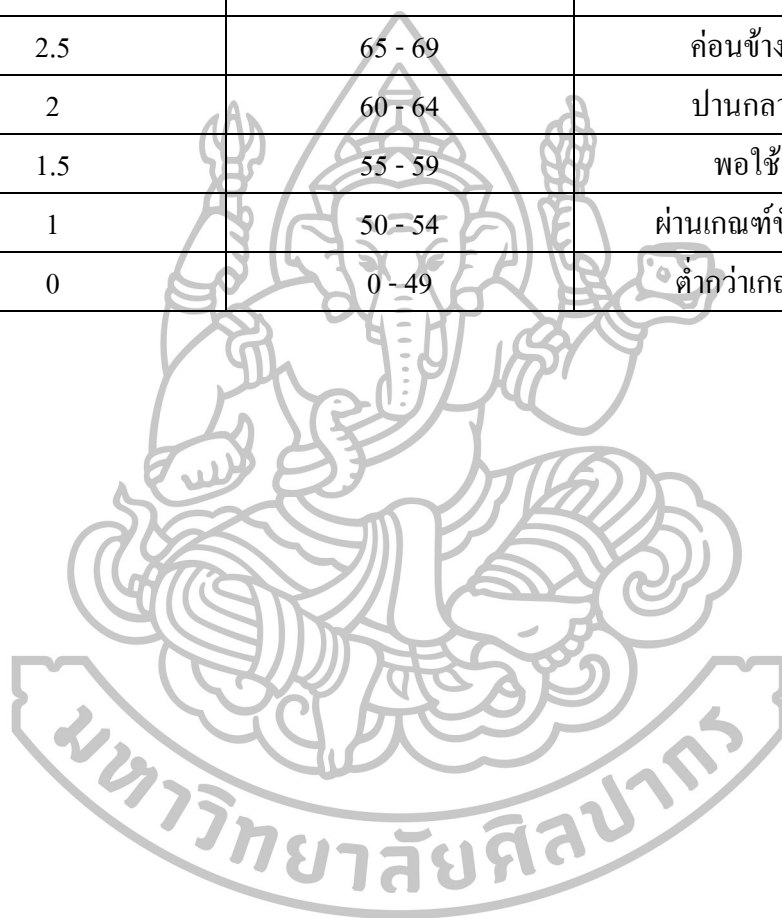 2.5 65 - 69 ค่อนข้าง
2 60 - 64
1.5 55 - 59 พอใช้
1 50 - 54 ผ่านเกณฑ์
0 0 - 49 ต่ำกว่า
มหาวิทยาลัยศิลปากร